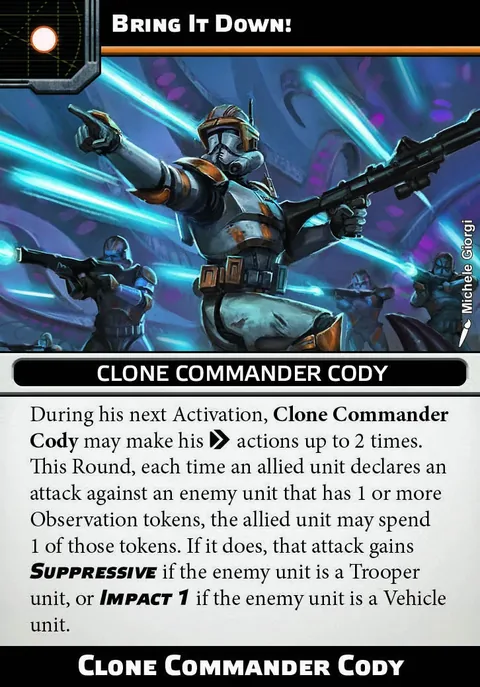 Bring It Down!
Michele Giorgi
CLONE COMMANDER CODY
During his next Activation, Clone Commander
Cody may make his actions up to 2 times.
This Round, each time an allied unit declares an
attack against an enemy unit that has 1 or more
Observation tokens, the allied unit may spend
1 of those tokens. If it does, that attack gains
Suppressive if the enemy unit is a Trooper
unit, or Impact 1 if the enemy unit is a Vehicle
unit.
Clone Commander Cody